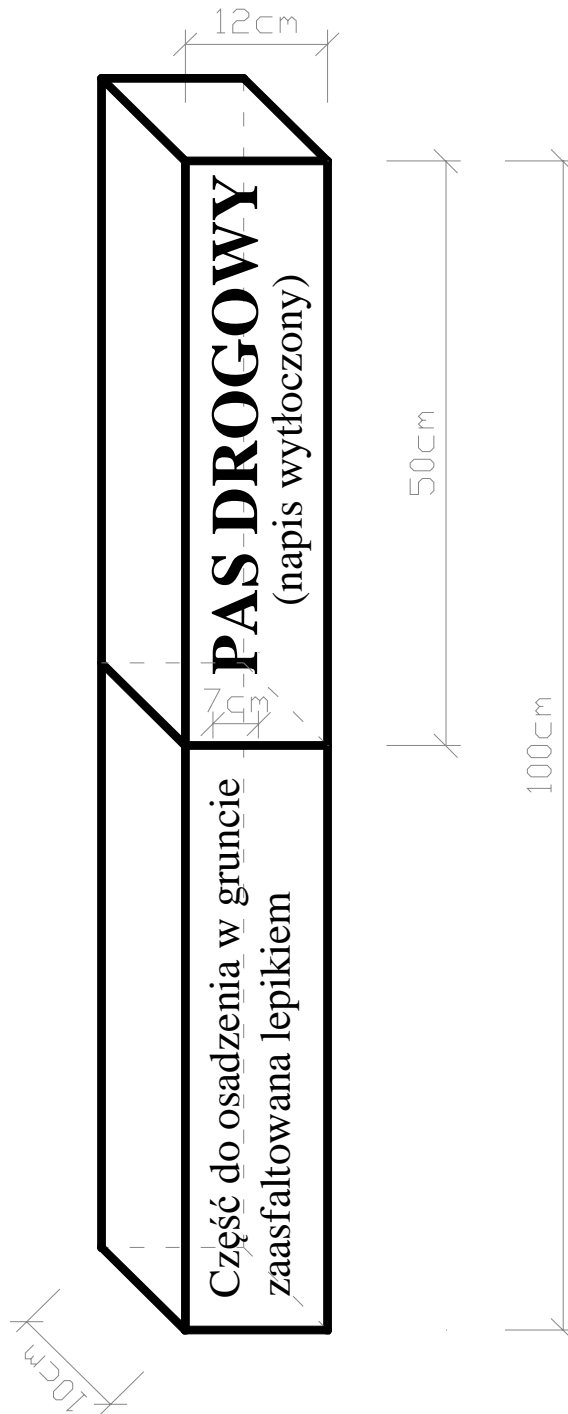 12cm
PAS DROGOWY
(napis wytłoczony)
50cm
100cm
7cm
Część do osadzenia w gruncie
zaasfaltowana lepikiem
10cm